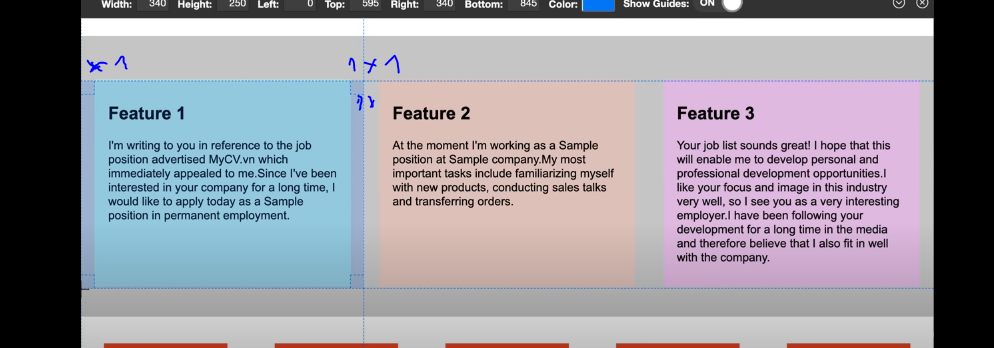 Width: 340 Height: 250 Left: 0 Top: 595 Right: 340 Bottom: 845 Color: Show Guides: ON
Feature 1
I'm writing to you in reference to the job
position advertised MyCV.vn which
immediately appealed to me.Since I've been
interested in your company for a long time, I
would like to apply today as a Sample
position in permanent employment.
Feature 2
At the moment I'm working as a Sample
position at Sample company.My most
important tasks include familiarizing myself
with new products, conducting sales talks
and transferring orders.
Feature 3
Your job list sounds great! I hope that this
will enable me to develop personal and
professional development opportunities.I
like your focus and image in this industry
very well, so I see you as a very interesting
employer.I have been following your
development for a long time in the media
and therefore believe that I also fit in well
with the company.